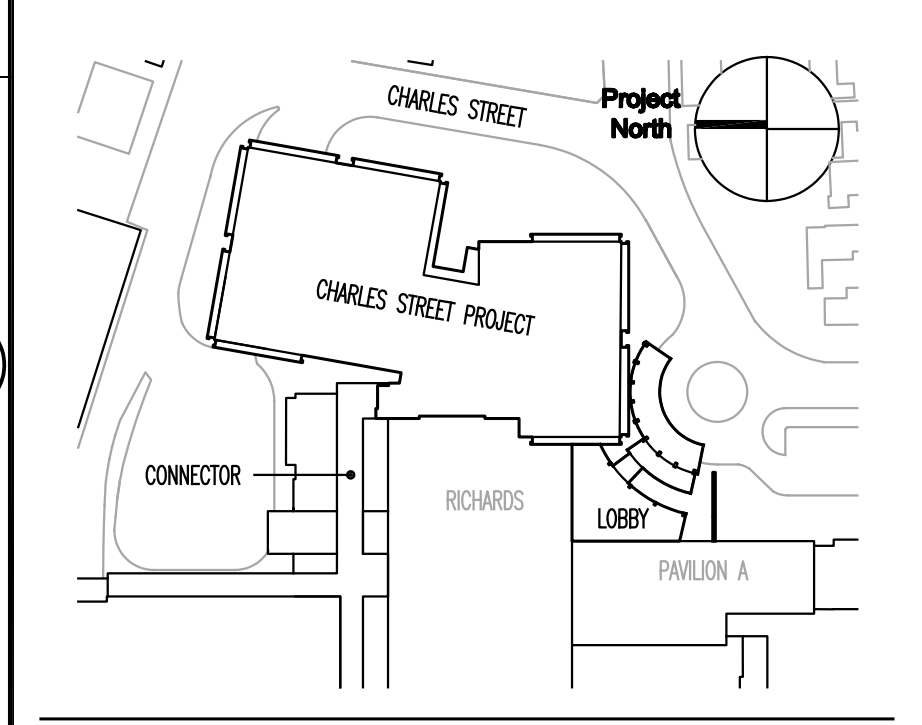 CHARLES STREET
Project
North
CHARLES STREET PROJECT
CONNECTOR
RICHARDS
LOBBY
PAVILION A